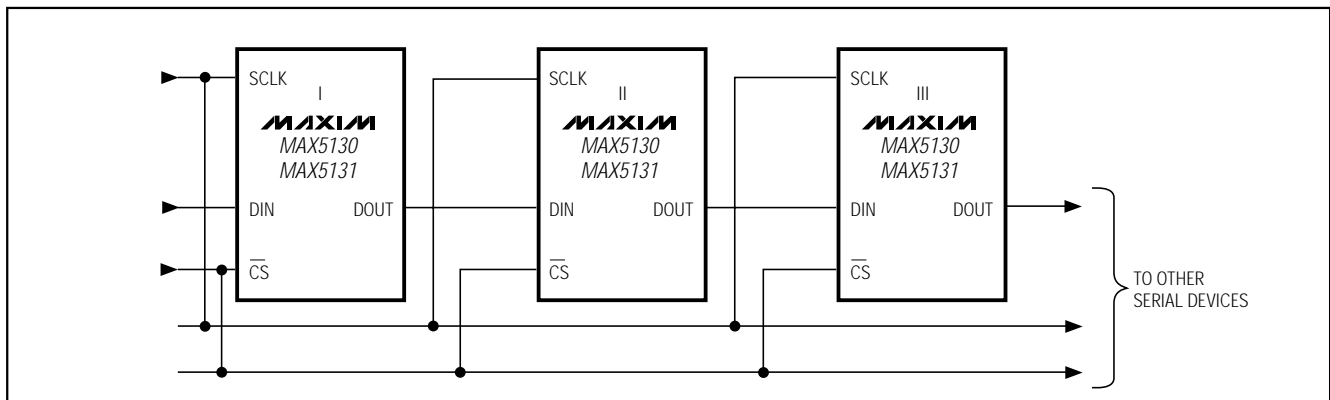 SCLK
I
MAXIM
MAX5130
MAX5131
DIN DOUT
CS
SCLK
II
MAXIM
MAX5130
MAX5131
DIN DOUT
CS
SCLK
III
MAXIM
MAX5130
MAX5131
DIN DOUT
CS
TO OTHER
SERIAL DEVICES